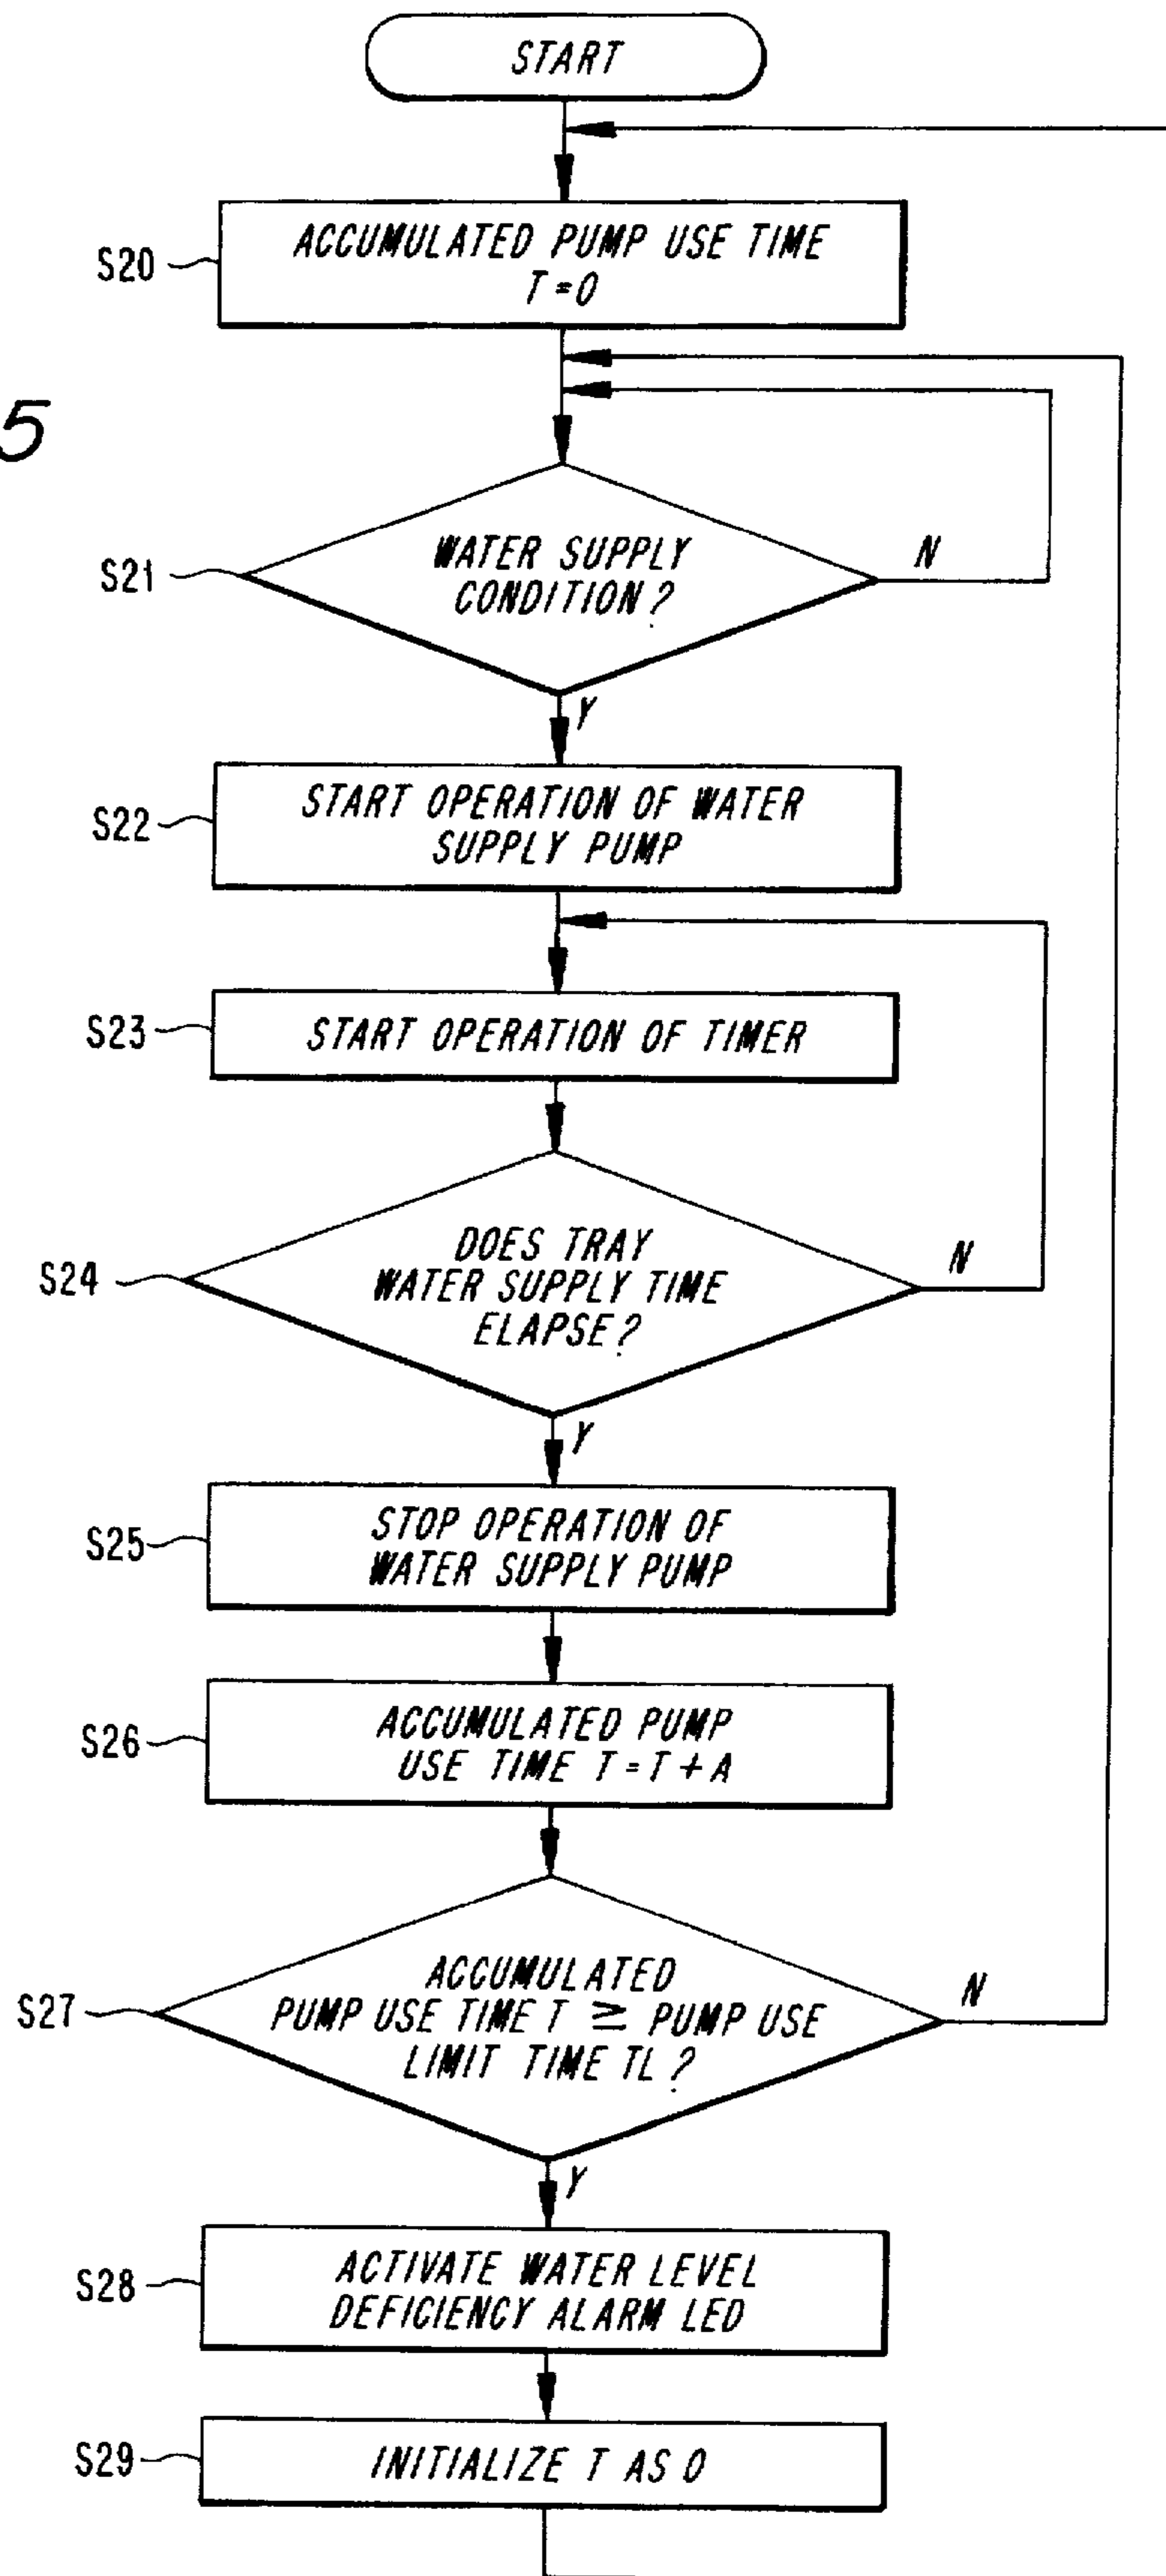 START
S20
ACCUMULATED PUMP USE TIME
T=0
5
S21
WATER SUPPLY
CONDITION?
N
Y
S22
START OPERATION OF WATER
SUPPLY PUMP
S23
START OPERATION OF TIMER
S24
DOES TRAY
WATER SUPPLY TIME
ELAPSE?
N
Y
S25
STOP OPERATION OF
WATER SUPPLY PUMP
S26
ACCUMULATED PUMP
USE TIME T=T+A
S27
ACCUMULATED
PUMP USE TIME T ≧ PUMP USE
LIMIT TIME TL?
N
Y
S28
ACTIVATE WATER LEVEL
DEFICIENCY ALARM LED
S29
INITIALIZE T AS 0